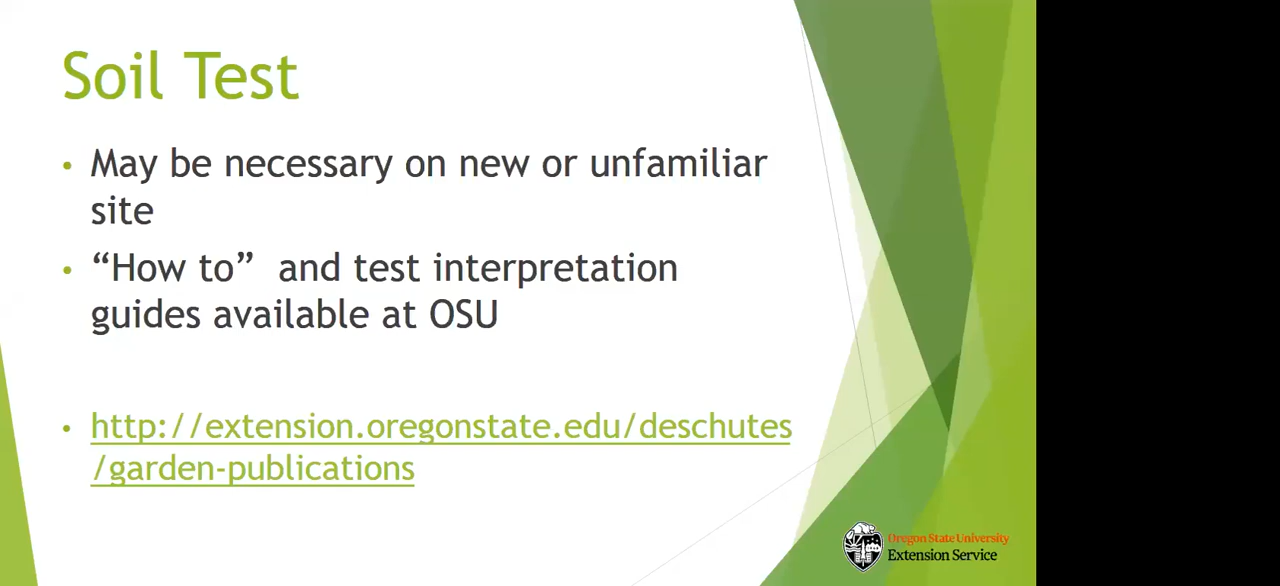 Soil Test
• May be necessary on new or unfamiliar
site
• “How to”  and test interpretation
guides available at OSU
• http://extension.oregonstate.edu/deschutes
/garden-publications
Oregon State University
Extension Service